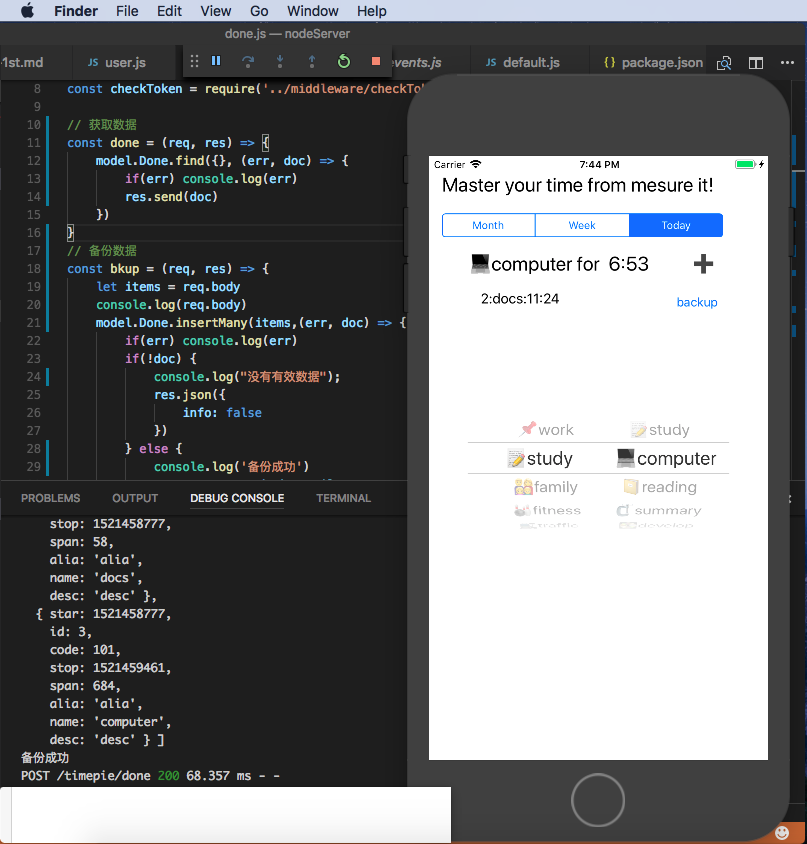 Finder File Edit View Go Window Help
done.js — nodeServer
1st.md JS user.js events.js JS default.js {} package.json
8 const checkToken = require('../middleware/checkTo
9
10 // 获取数据
11 const done = (req, res) => {
12 model.Done.find({}, (err, doc) => {
13 if(err) console.log(err)
14 res.send(doc)
15 })
16 }
17 // 备份数据
18 const bkup = (req, res) => {
19 let items = req.body
20 console.log(req.body)
21 model.Done.insertMany(items,(err, doc) => {
22 if(err) console.log(err)
23 if(!doc) {
24 console.log("没有有效数据");
25 res.json({
26 info: false
27 })
28 } else {
29 console.log('备份成功')
PROBLEMS OUTPUT DEBUG CONSOLE TERMINAL
stop: 1521458777,
span: 58,
alia: 'alia',
name: 'docs',
desc: 'desc' },
{ star: 1521458777,
id: 3,
code: 101,
stop: 1521459461,
span: 684,
alia: 'alia',
name: 'computer',
desc: 'desc' } ]
备份成功
POST /timepie/done 200 68.357 ms - -
Carrier 7:44 PM
Master your time from mesure it!
Month Week Today
computer for 6:53
2:docs:11:24
backup
work study
study computer
family reading
fitness summary
traffic develop